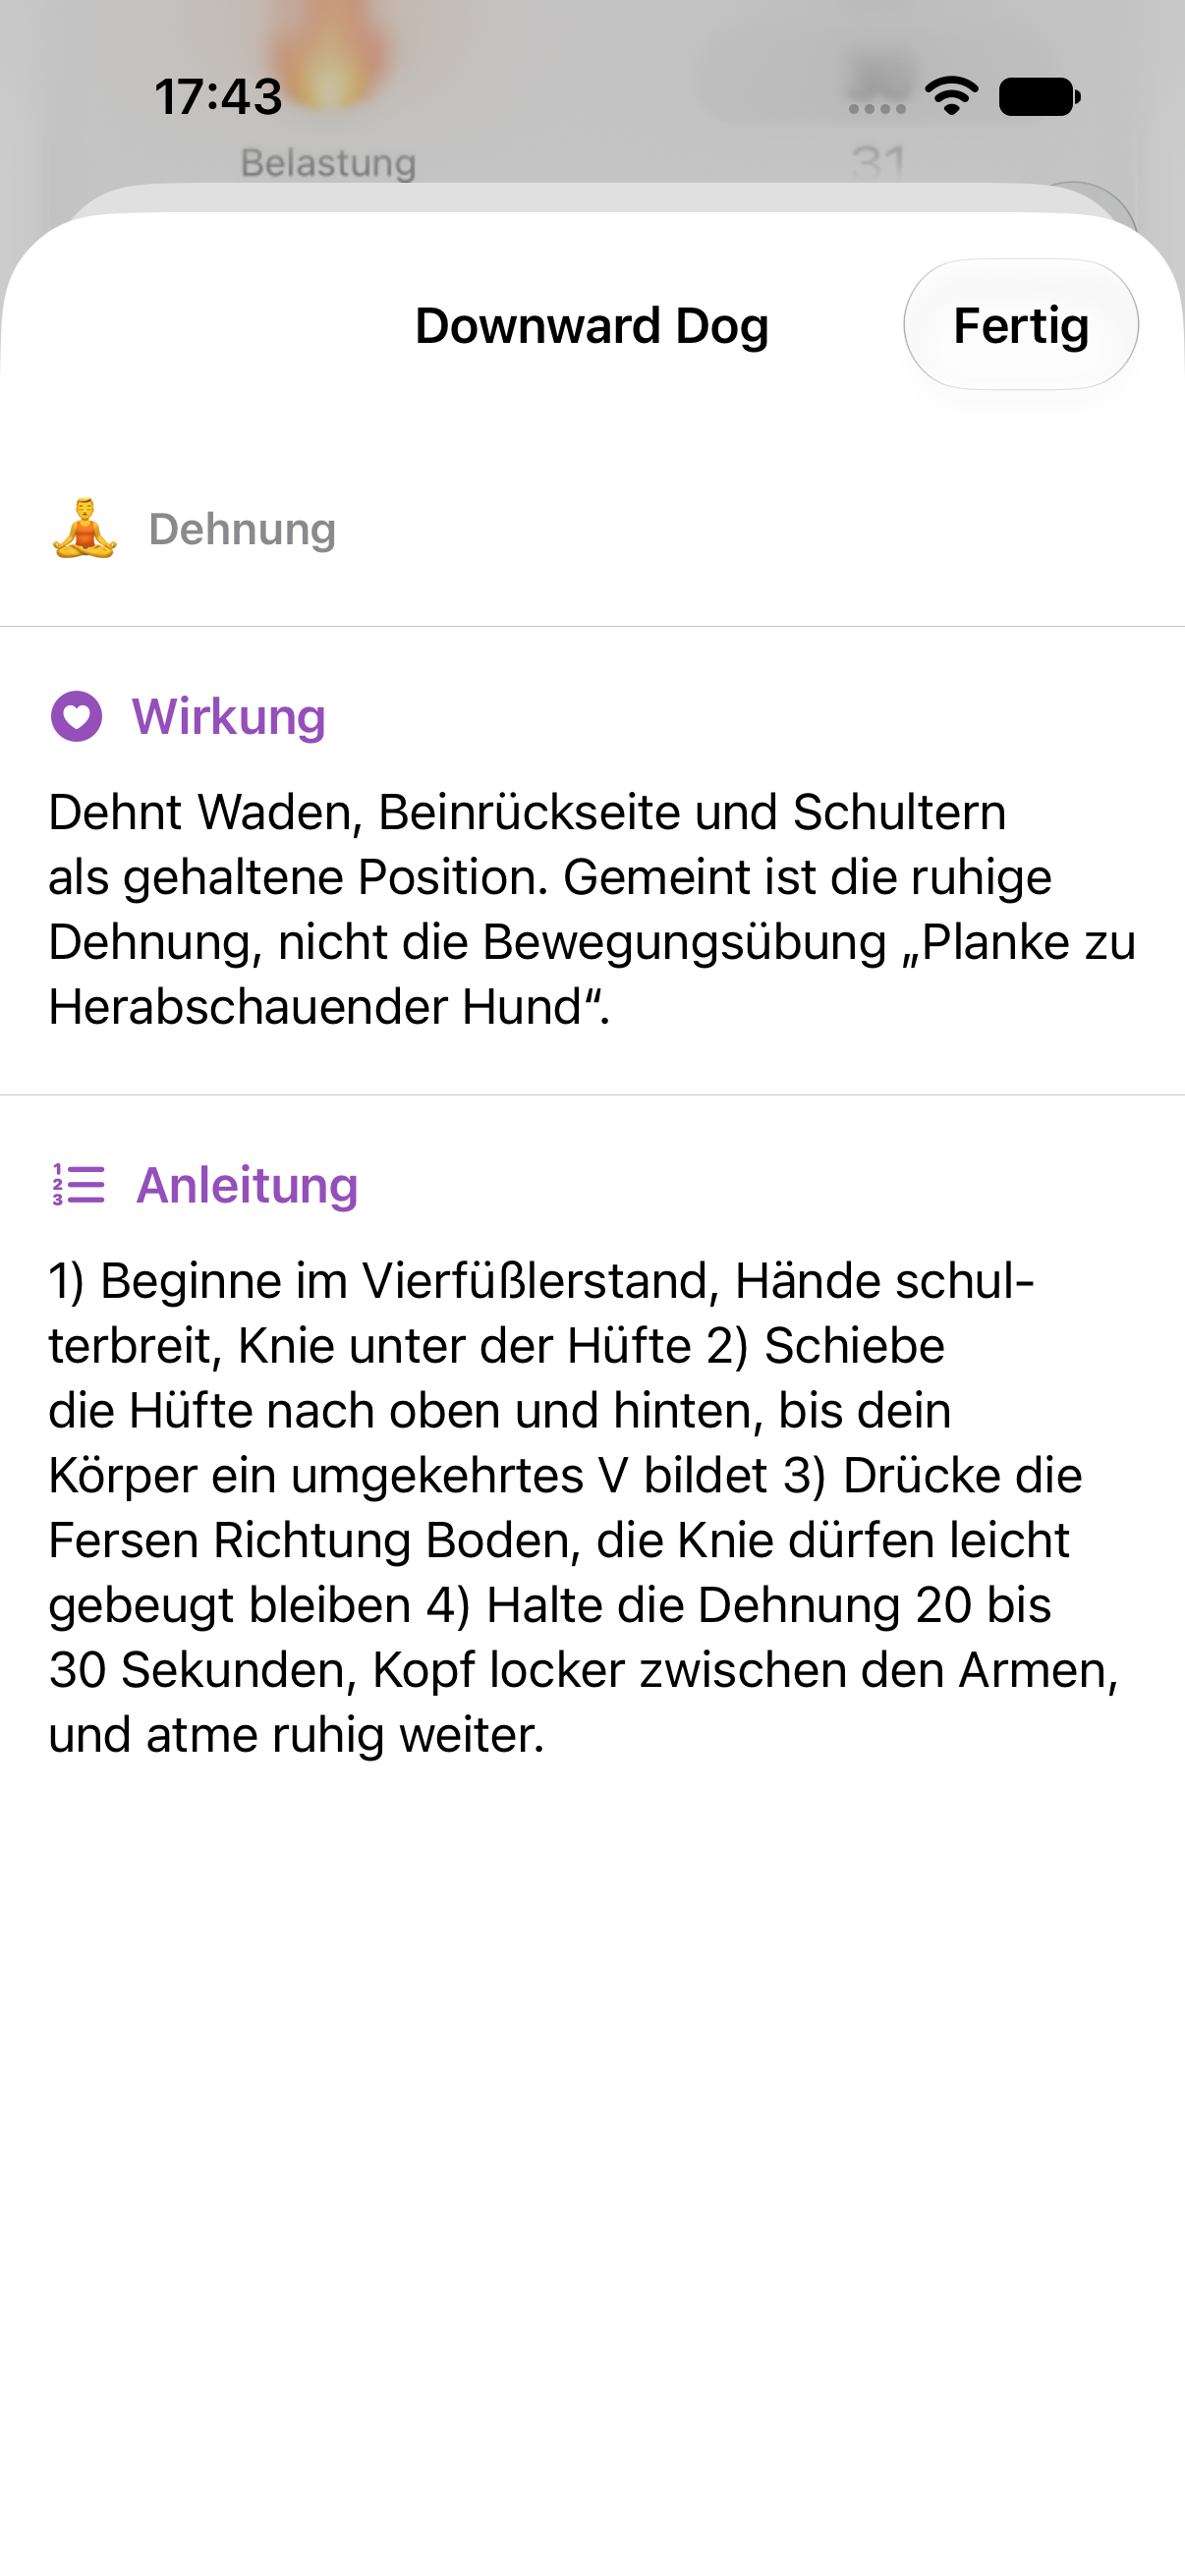 17:43
Belastung
31
Downward Dog
Fertig
Dehnung
Wirkung
Dehnt Waden, Beinrückseite und Schultern
als gehaltene Position. Gemeint ist die ruhige
Dehnung, nicht die Bewegungsübung „Planke zu
Herabschauender Hund“.
Anleitung
1) Beginne im Vierfüßlerstand, Hände schul-
terbreit, Knie unter der Hüfte 2) Schiebe
die Hüfte nach oben und hinten, bis dein
Körper ein umgekehrtes V bildet 3) Drücke die
Fersen Richtung Boden, die Knie dürfen leicht
gebeugt bleiben 4) Halte die Dehnung 20 bis
30 Sekunden, Kopf locker zwischen den Armen,
und atme ruhig weiter.